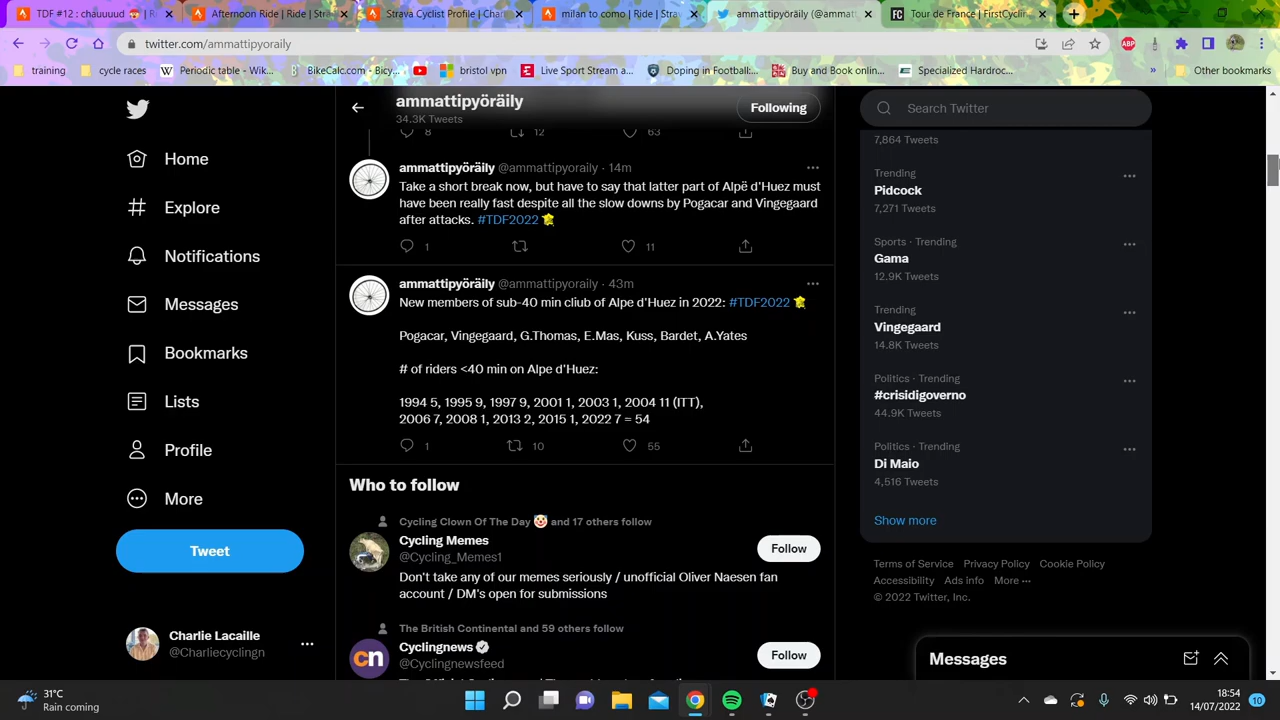 TDF #12 : chauuuud
Afternoon Ride | Ride | Stra
Strava Cyclist Profile | Char
milan to como | Ride | Strav
ammattipyöräily (@ammatt
Tour de France | FirstCyclin
twitter.com/ammattipyoraily
training
cycle races
Periodic table - Wik...
BikeCalc.com - Bicy...
bristol vpn
Live Sport Stream a...
Doping in Football:...
Buy and Book onlin...
Specialized Hardroc...
»
Other bookmarks
Home
Explore
Notifications
Messages
Bookmarks
Lists
Profile
More
Tweet
Charlie Lacaille
@Charliecyclingn
ammattipyöräily
34.3K Tweets
Following
8 12 63
ammattipyöräily @ammattipyoraily · 14m
Take a short break now, but have to say that latter part of Alpe d'Huez must
have been really fast despite all the slow downs by Pogacar and Vingegaard
after attacks. #TDF2022
1 11
ammattipyöräily @ammattipyoraily · 43m
New members of sub-40 min cliub of Alpe d'Huez in 2022: #TDF2022
Pogacar, Vingegaard, G.Thomas, E.Mas, Kuss, Bardet, A.Yates
# of riders <40 min on Alpe d'Huez:
1994 5, 1995 9, 1997 9, 2001 1, 2003 1, 2004 11 (ITT),
2006 7, 2008 1, 2013 2, 2015 1, 2022 7 = 54
1 10 55
Who to follow
Cycling Clown Of The Day 🤡 and 17 others follow
Cycling Memes
@Cycling_Memes1
Follow
Don't take any of our memes seriously / unofficial Oliver Naesen fan
account / DM's open for submissions
The British Continental and 59 others follow
Cyclingnews
@Cyclingnewsfeed
Follow
Search Twitter
7,874 Tweets
Trending
Pidcock
7,271 Tweets
Sports · Trending
Gama
12.9K Tweets
Trending
Vingegaard
14.8K Tweets
Politics · Trending
#crisidigoverno
44.9K Tweets
Politics · Trending
Di Maio
4,516 Tweets
Show more
Terms of Service Privacy Policy Cookie Policy
Accessibility Ads info More ···
© 2022 Twitter, Inc.
Messages
31°C
Rain coming
18:54
14/07/2022
10